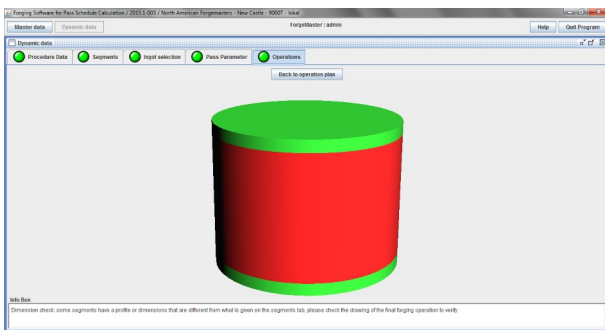 Forging Software for Pass Schedule Calculation / 2015.1-003 / North American Forgemasters - New Castle - 9000T - lokal
Master data
Dynamic data
ForgeMaster : admin
Help
Quit Program
Dynamic data
Procedure Data
Segments
Ingot selection
Pass Parameter
Operations
Back to operation plan
Info Box
Dimension check: some segments have a profile or dimensions that are different from what is given on the segments tab, please check the drawing of the final forging operation to verify.